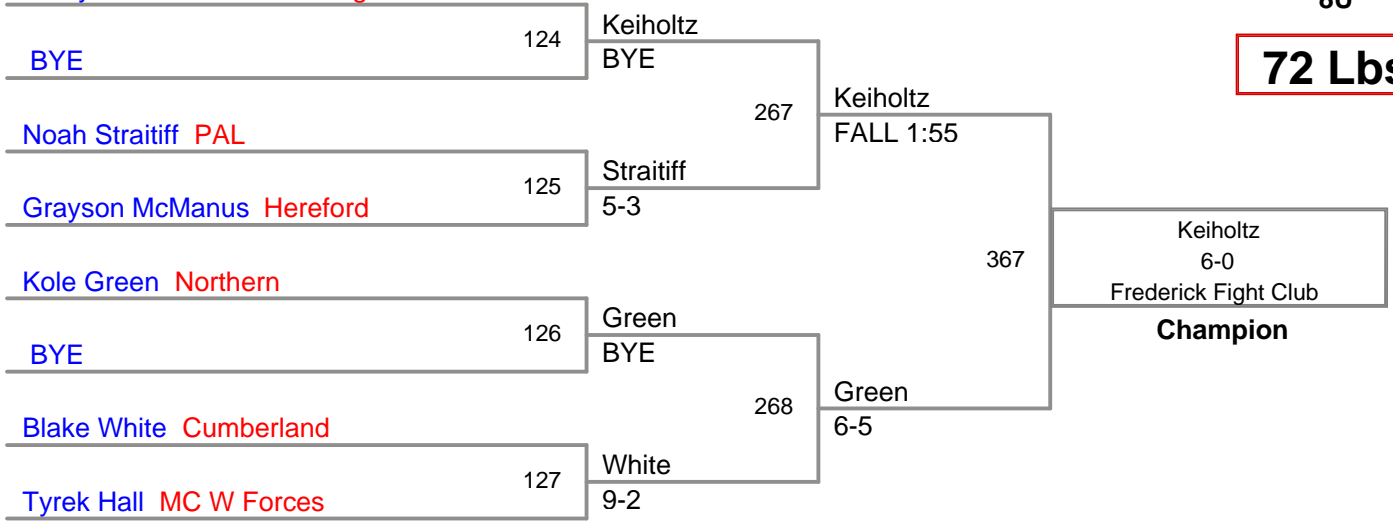 8U
72 Lbs
BYE
124
Keiholtz
BYE
Noah Straitiff PAL
267
Keiholtz
FALL 1:55
Grayson McManus Hereford
125
Straitiff
5-3
Kole Green Northern
367
Keiholtz
6-0
Frederick Fight Club
Champion
BYE
126
Green
BYE
Blake White Cumberland
268
Green
6-5
Tyrek Hall MC W Forces
127
White
9-2